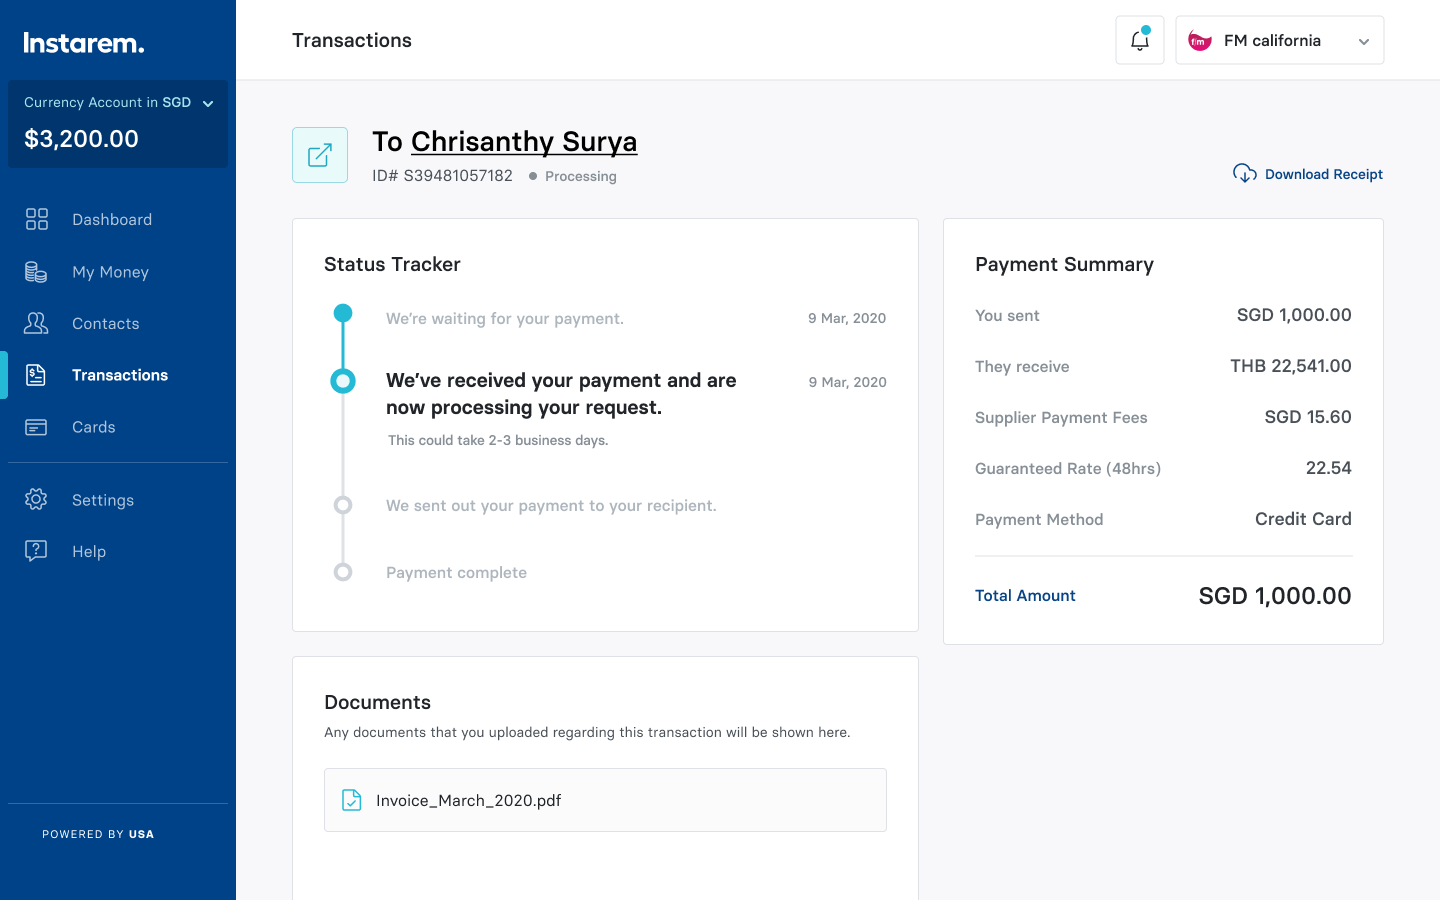 Instarem.
Currency Account in SGD
$3,200.00
Dashboard
My Money
Contacts
Transactions
Cards
Settings
Help
POWERED BY USA
Transactions
fm
FM california
To Chrisanthy Surya
ID# S39481057182
Processing
Download Receipt
Status Tracker
We're waiting for your payment.
9 Mar, 2020
We've received your payment and are
now processing your request.
9 Mar, 2020
This could take 2-3 business days.
We sent out your payment to your recipient.
Payment complete
Payment Summary
You sent
SGD 1,000.00
They receive
THB 22,541.00
Supplier Payment Fees
SGD 15.60
Guaranteed Rate (48hrs)
22.54
Payment Method
Credit Card
Total Amount
SGD 1,000.00
Documents
Any documents that you uploaded regarding this transaction will be shown here.
Invoice_March_2020.pdf